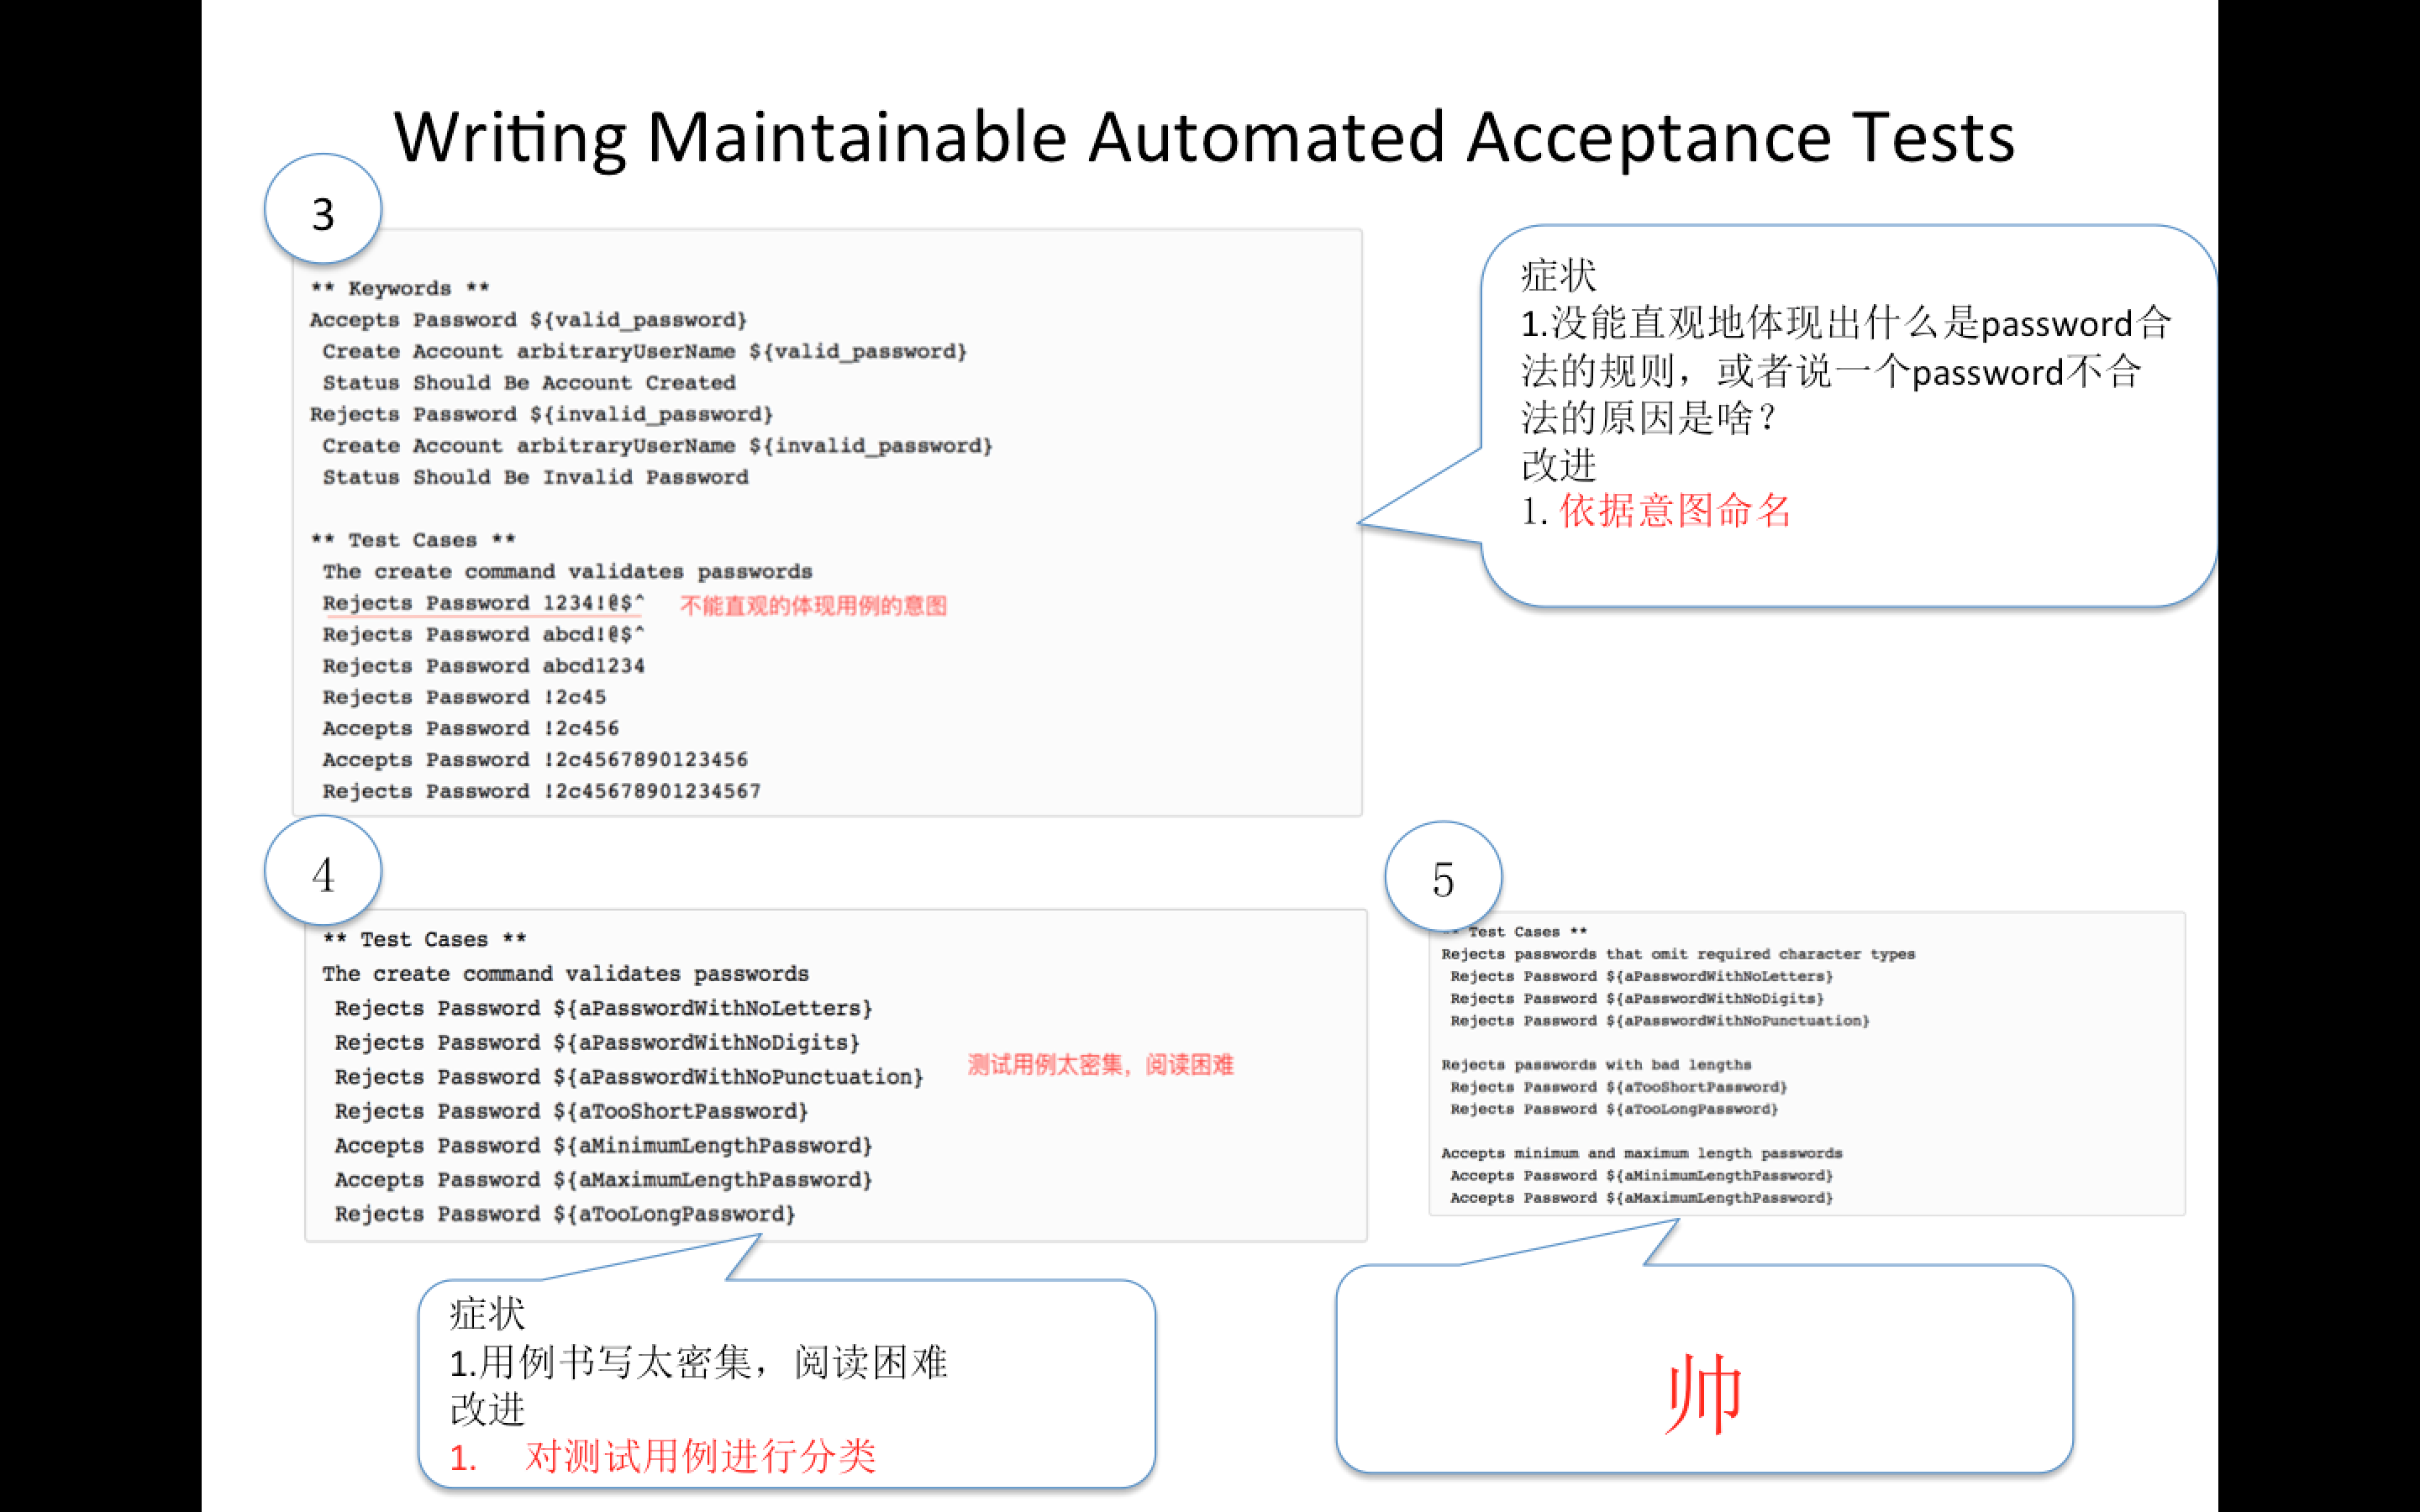 Writing Maintainable Automated Acceptance Tests
3
** Keywords **
Accepts Password ${valid_password}
Create Account arbitraryUserName ${valid_password}
Status Should Be Account Created
Rejects Password ${invalid_password}
Create Account arbitraryUserName ${invalid_password}
Status Should Be Invalid Password
** Test Cases **
The create command validates passwords
Rejects Password 1234!@$^ 不能直观的体现用例的意图
Rejects Password abcd!@$^
Rejects Password abcd1234
Rejects Password !2c45
Accepts Password !2c456
Accepts Password !2c4567890123456
Rejects Password !2c45678901234567
症状
1.没能直观地体现出什么是password合
法的规则，或者说一个password不合
法的原因是啥？
改进
1. 依据意图命名
4
** Test Cases **
The create command validates passwords
Rejects Password ${aPasswordWithNoLetters}
Rejects Password ${aPasswordWithNoDigits}
Rejects Password ${aPasswordWithNoPunctuation}
Rejects Password ${aTooShortPassword}
Accepts Password ${aMinimumLengthPassword}
Accepts Password ${aMaximumLengthPassword}
Rejects Password ${aTooLongPassword}
测试用例太密集，阅读困难
症状
1.用例书写太密集，阅读困难
改进
1. 对测试用例进行分类
5
** Test Cases **
Rejects passwords that omit required character types
Rejects Password ${aPasswordWithNoLetters}
Rejects Password ${aPasswordWithNoDigits}
Rejects Password ${aPasswordWithNoPunctuation}
Rejects passwords with bad lengths
Rejects Password ${aTooShortPassword}
Rejects Password ${aTooLongPassword}
Accepts minimum and maximum length passwords
Accepts Password ${aMinimumLengthPassword}
Accepts Password ${aMaximumLengthPassword}
帅